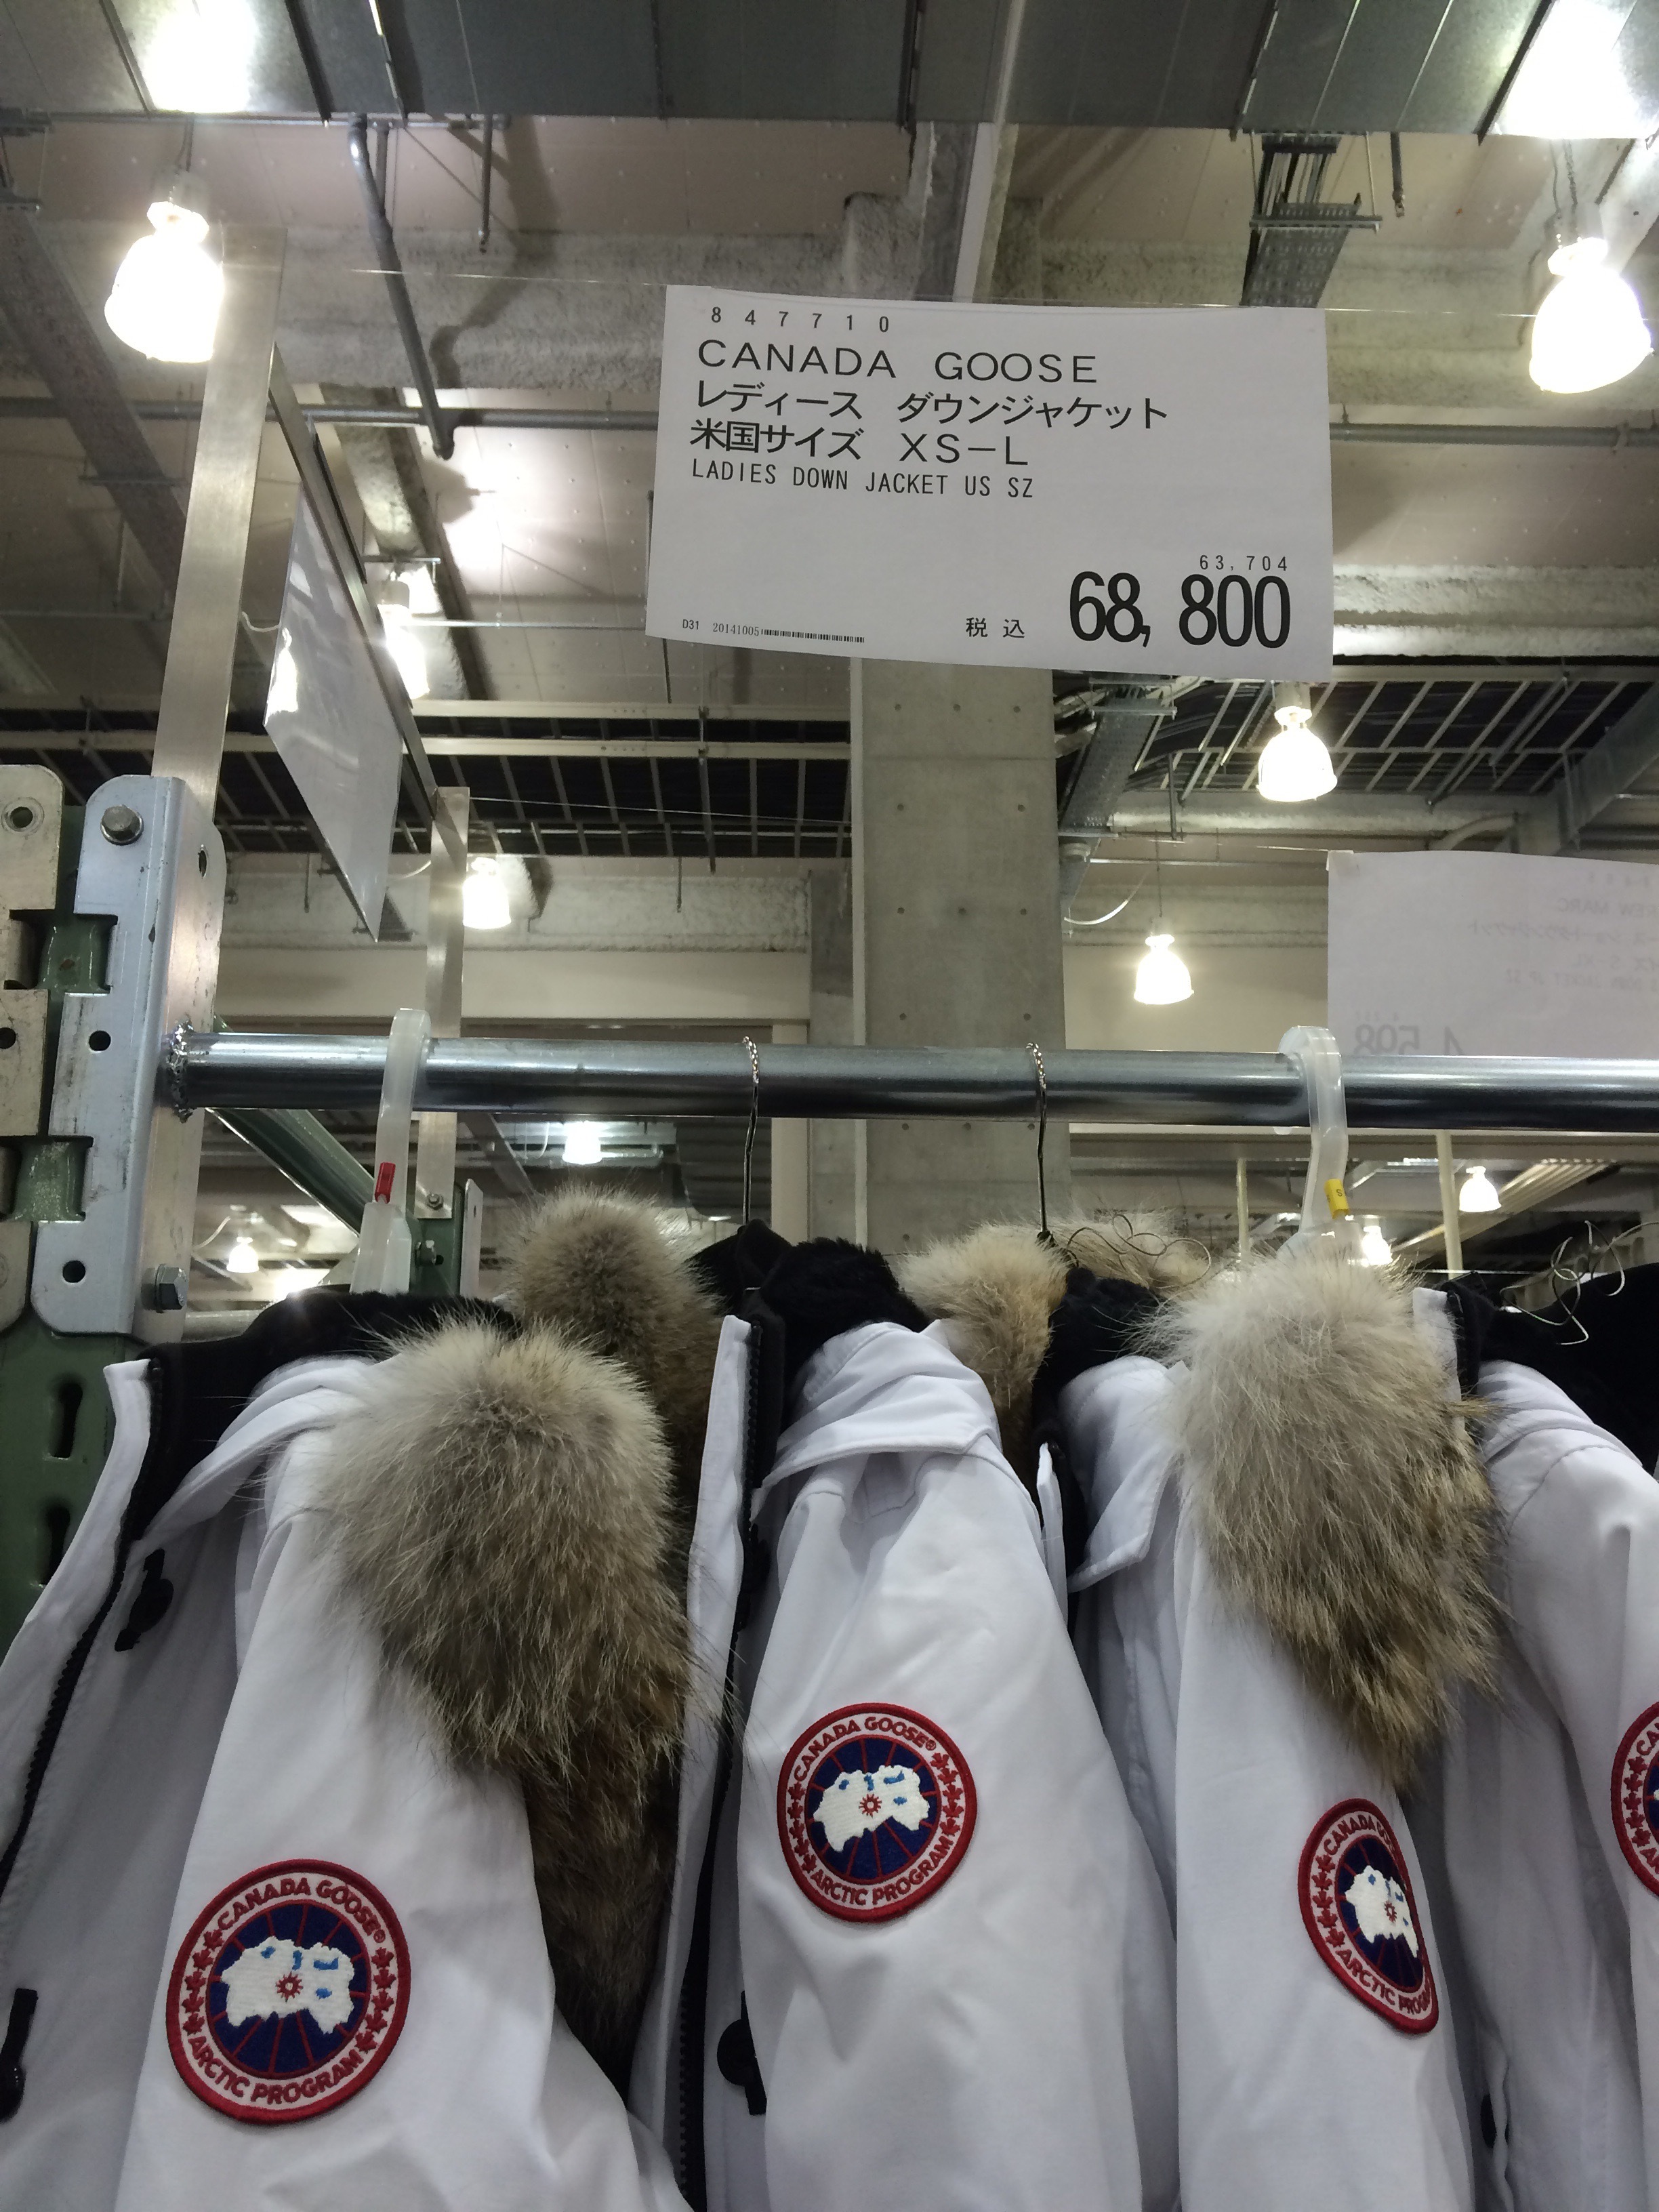 847710
CANADA GOOSE
レディース ダウンジャケット
米国サイズ XS-L
LADIES DOWN JACKET US SZ
63,704
税込 68,800
D31 20141005
CANADA GOOSE®
ARCTIC PROGRAM
CANADA GOOSE®
ARCTIC PROGRAM
CANADA
ARCTIC